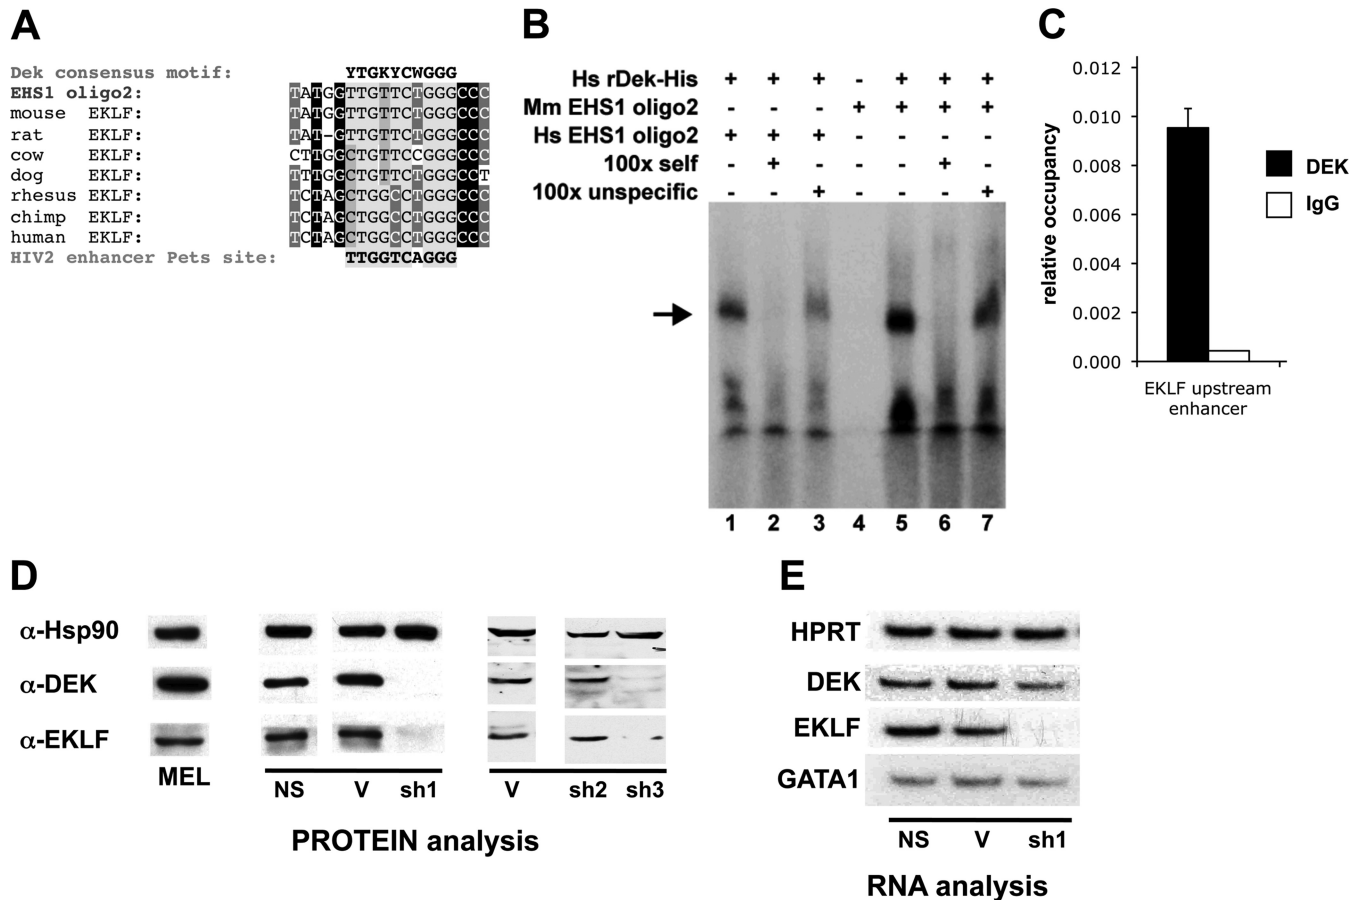 A
Dek consensus motif: YTGKYCWGGG
EHS1 oligo2: TATGGTTGTTCTGGGCCC
mouse EKLF: TATGGTTGTTCTGGGCCC
rat EKLF: TAT-GTTGTTCTGGGCCC
cow EKLF: CTTGGCTGTTCCGGGCCC
dog EKLF: TTTGGCTGTTCTGGGCCT
rhesus EKLF: TCTAGCTGGCCTGGGCCC
chimp EKLF: TCTAGCTGGCCTGGGCCC
human EKLF: TCTAGCTGGCCTGGGCCC
HIV2 enhancer Pets site: TTGGTCAGGG
B
Hs rDek-His + + + - + + +
Mm EHS1 oligo2 - - - + + + +
Hs EHS1 oligo2 + + + - - - -
100x self - + - - - + -
100x unspecific - - + - - - +
1 2 3 4 5 6 7
C
relative occupancy
0.012
0.010
0.008
0.006
0.004
0.002
0.000
EKLF upstream
enhancer
DEK
IgG
D
α-Hsp90
α-DEK
α-EKLF
MEL
NS V sh1
V sh2 sh3
PROTEIN analysis
E
HPRT
DEK
EKLF
GATA1
NS V sh1
RNA analysis